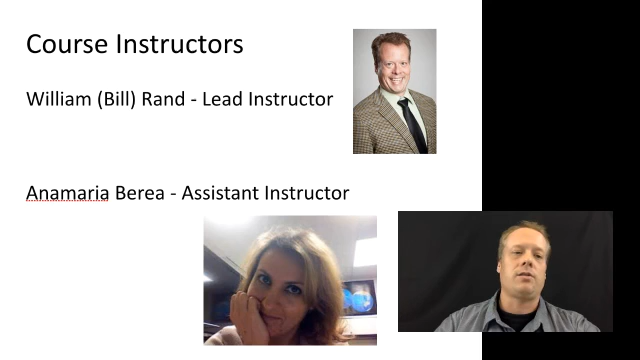 Course Instructors
William (Bill) Rand - Lead Instructor
Anamaria Berea - Assistant Instructor